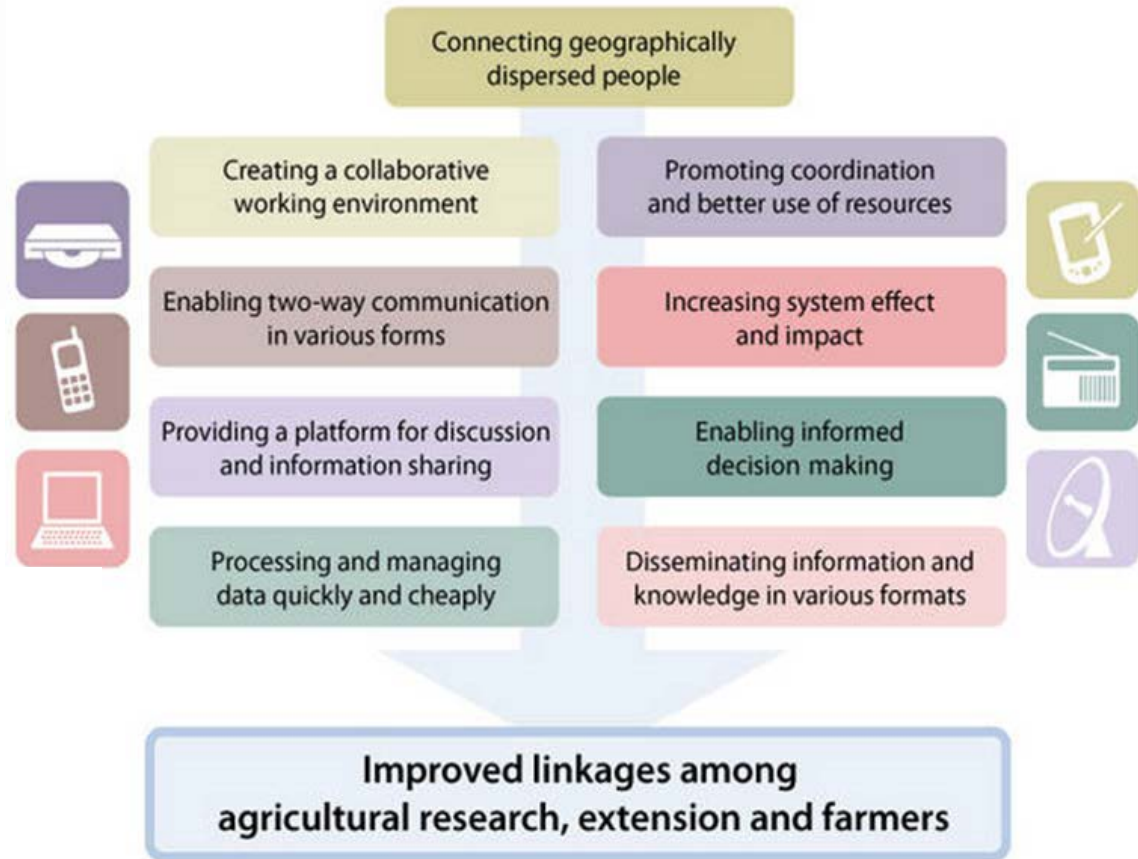 Connecting geographically
dispersed people
Creating a collaborative
working environment
Promoting coordination
and better use of resources
Enabling two-way communication
in various forms
Increasing system effect
and impact
Providing a platform for discussion
and information sharing
Enabling informed
decision making
Processing and managing
data quickly and cheaply
Disseminating information and
knowledge in various formats
Improved linkages among
agricultural research, extension and farmers